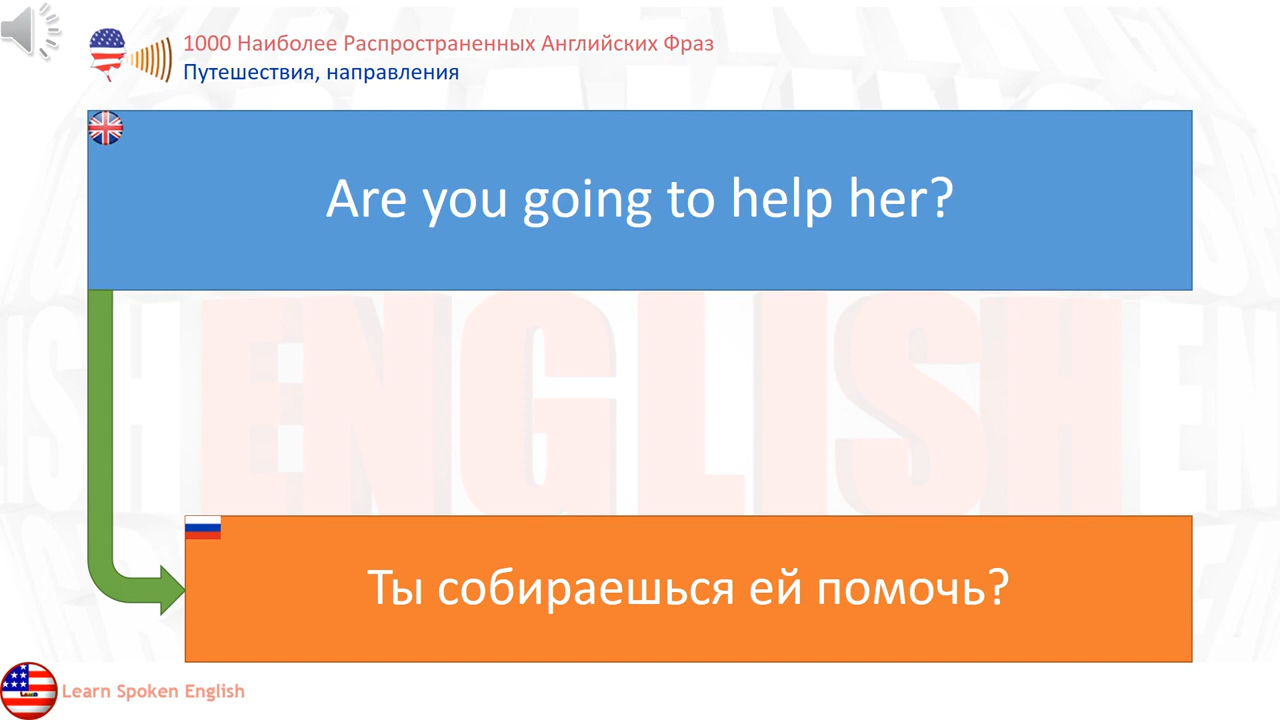 1000 Наиболее Распространенных Английских Фраз
Путешествия, направления
Are you going to help her?
ENGLISH
Ты собираешься ей помочь?
Learn Spoken English